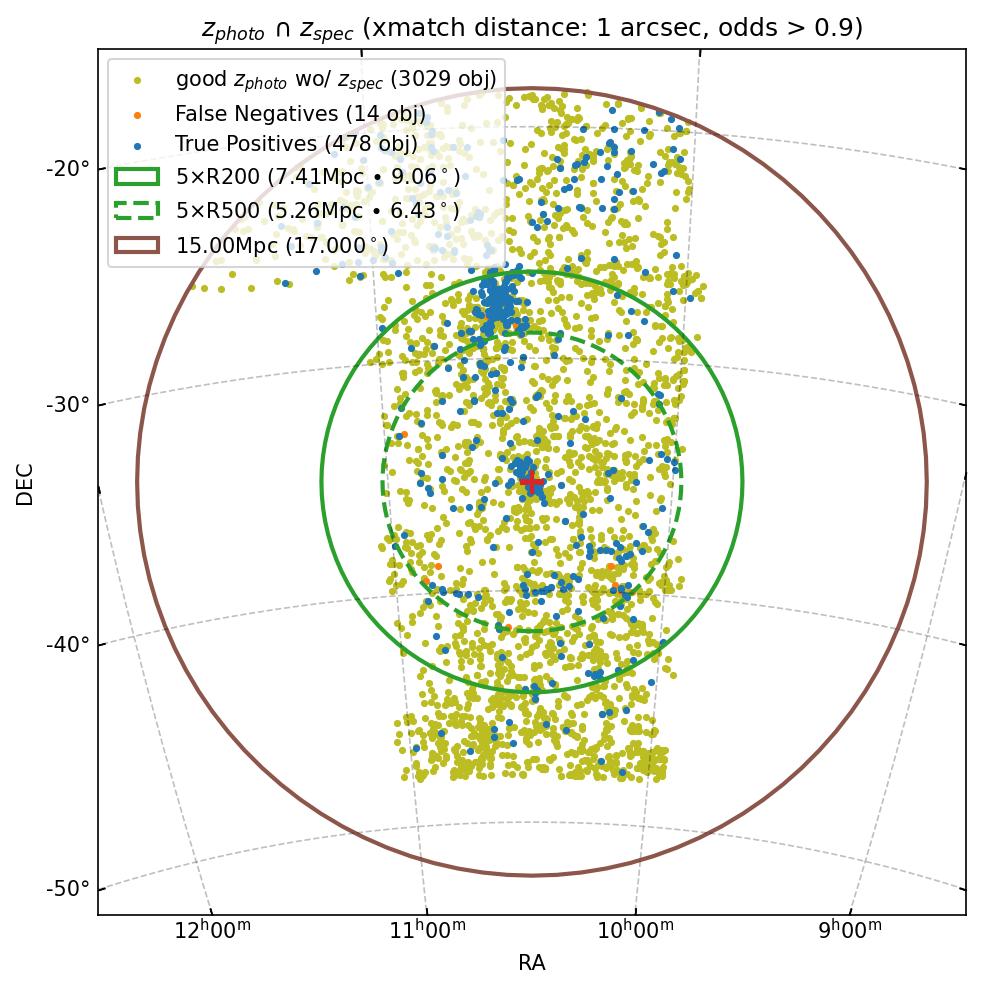 z_photo ∩ z_spec (xmatch distance: 1 arcsec, odds > 0.9)
good z_photo wo/ z_spec (3029 obj)
False Negatives (14 obj)
True Positives (478 obj)
5×R200 (7.41Mpc • 9.06°)
5×R500 (5.26Mpc • 6.43°)
15.00Mpc (17.000°)
-20°
-30°
-40°
-50°
DEC
12h00m 11h00m 10h00m 9h00m
RA